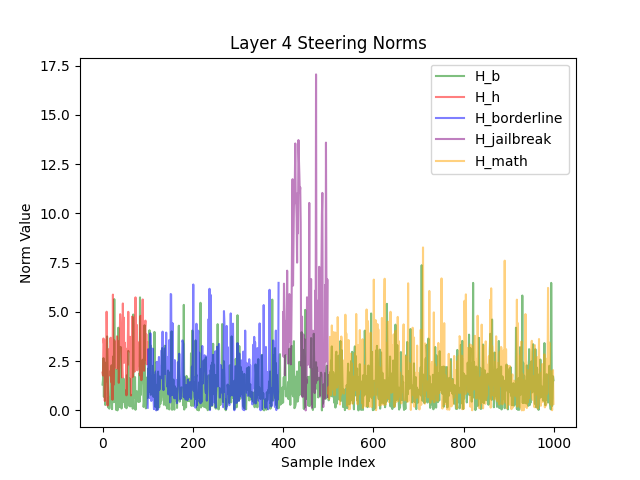 Layer 4 Steering Norms
17.5
15.0
12.5
10.0
7.5
5.0
2.5
0.0
Norm Value
H_b
H_h
H_borderline
H_jailbreak
H_math
0 200 400 600 800 1000
Sample Index